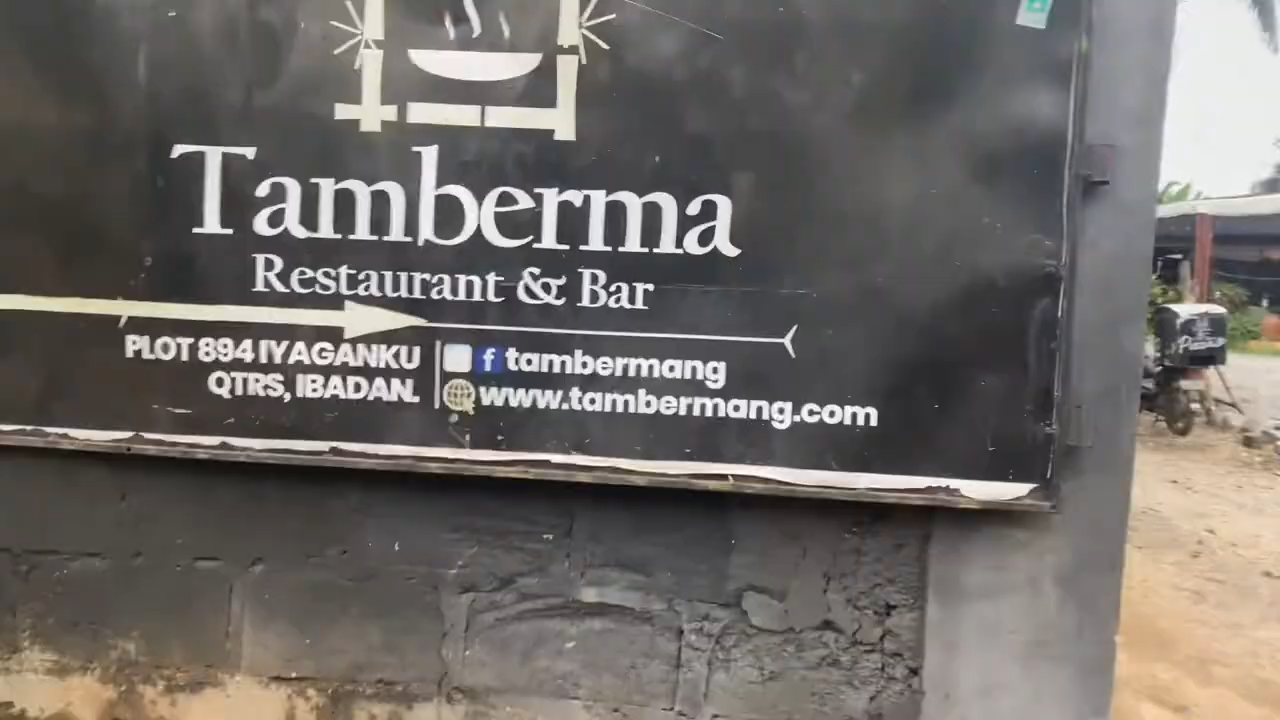 Tamberma
Restaurant & Bar
PLOT 894 IYAGANKU
QTRS, IBADAN.
f tambermang
www.tambermang.com